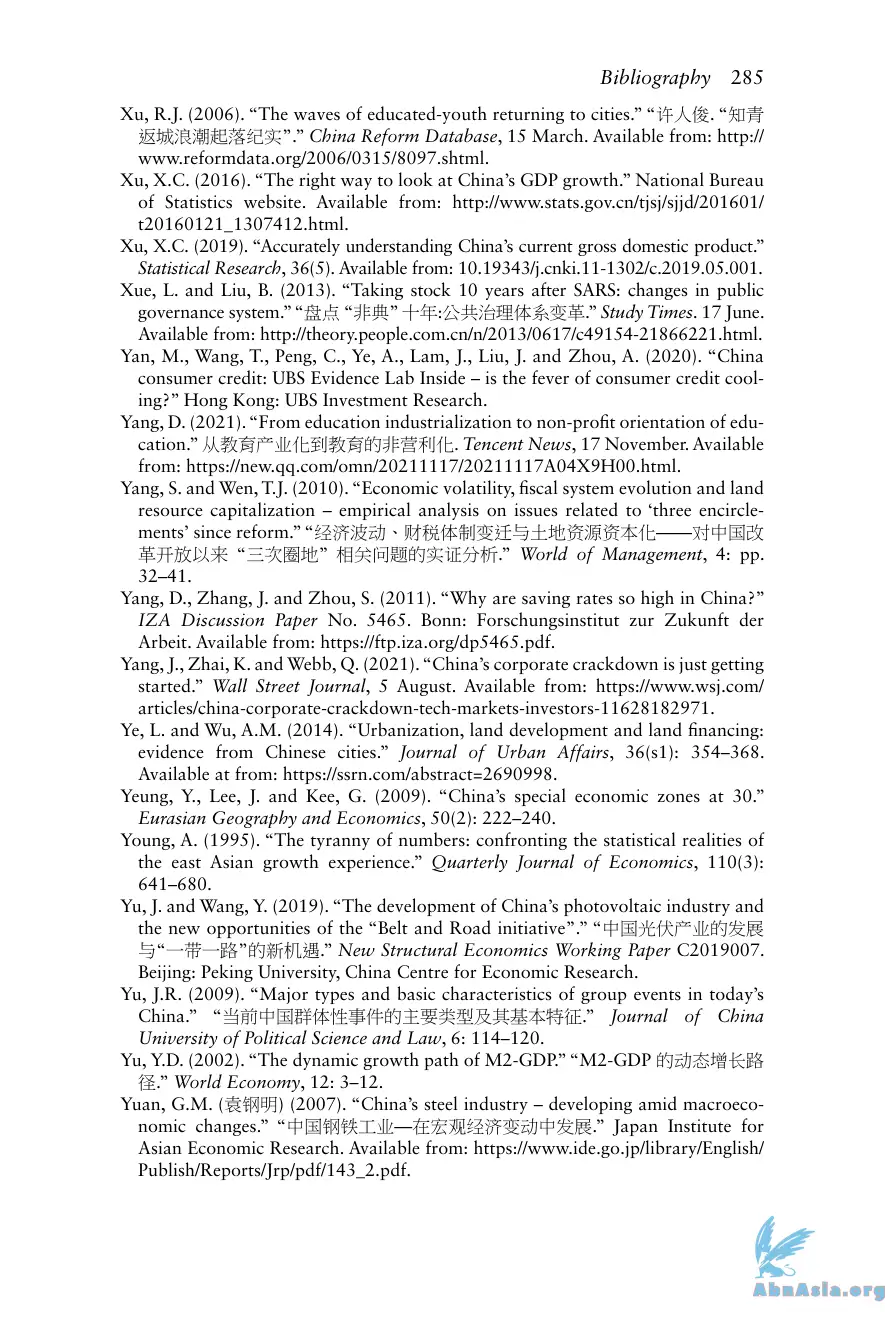 Bibliography 285
Xu, R.J. (2006). “The waves of educated-youth returning to cities.” “许人俊. “知青
返城浪潮起落纪实”.” China Reform Database, 15 March. Available from: http://
www.reformdata.org/2006/0315/8097.shtml.
Xu, X.C. (2016). “The right way to look at China’s GDP growth.” National Bureau
of Statistics website. Available from: http://www.stats.gov.cn/tjsj/sjjd/201601/
t20160121_1307412.html.
Xu, X.C. (2019). “Accurately understanding China’s current gross domestic product.”
Statistical Research, 36(5). Available from: 10.19343/j.cnki.11-1302/c.2019.05.001.
Xue, L. and Liu, B. (2013). “Taking stock 10 years after SARS: changes in public
governance system.” “盘点 “非典” 十年:公共治理体系变革.” Study Times. 17 June.
Available from: http://theory.people.com.cn/n/2013/0617/c49154-21866221.html.
Yan, M., Wang, T., Peng, C., Ye, A., Lam, J., Liu, J. and Zhou, A. (2020). “China
consumer credit: UBS Evidence Lab Inside – is the fever of consumer credit cool-
ing?” Hong Kong: UBS Investment Research.
Yang, D. (2021). “From education industrialization to non-profit orientation of edu-
cation.” 从教育产业化到教育的非营利化. Tencent News, 17 November. Available
from: https://new.qq.com/omn/20211117/20211117A04X9H00.html.
Yang, S. and Wen, T.J. (2010). “Economic volatility, fiscal system evolution and land
resource capitalization – empirical analysis on issues related to ‘three encircle-
ments’ since reform.” “经济波动、财税体制变迁与土地资源资本化——对中国改
革开放以来 “三次圈地” 相关问题的实证分析.” World of Management, 4: pp.
32–41.
Yang, D., Zhang, J. and Zhou, S. (2011). “Why are saving rates so high in China?”
IZA Discussion Paper No. 5465. Bonn: Forschungsinstitut zur Zukunft der
Arbeit. Available from: https://ftp.iza.org/dp5465.pdf.
Yang, J., Zhai, K. and Webb, Q. (2021). “China’s corporate crackdown is just getting
started.” Wall Street Journal, 5 August. Available from: https://www.wsj.com/
articles/china-corporate-crackdown-tech-markets-investors-11628182971.
Ye, L. and Wu, A.M. (2014). “Urbanization, land development and land financing:
evidence from Chinese cities.” Journal of Urban Affairs, 36(s1): 354–368.
Available at from: https://ssrn.com/abstract=2690998.
Yeung, Y., Lee, J. and Kee, G. (2009). “China’s special economic zones at 30.”
Eurasian Geography and Economics, 50(2): 222–240.
Young, A. (1995). “The tyranny of numbers: confronting the statistical realities of
the east Asian growth experience.” Quarterly Journal of Economics, 110(3):
641–680.
Yu, J. and Wang, Y. (2019). “The development of China’s photovoltaic industry and
the new opportunities of the “Belt and Road initiative”.” “中国光伏产业的发展
与“一带一路”的新机遇.” New Structural Economics Working Paper C2019007.
Beijing: Peking University, China Centre for Economic Research.
Yu, J.R. (2009). “Major types and basic characteristics of group events in today’s
China.” “当前中国群体性事件的主要类型及其基本特征.” Journal of China
University of Political Science and Law, 6: 114–120.
Yu, Y.D. (2002). “The dynamic growth path of M2-GDP.” “M2-GDP 的动态增长路
径.” World Economy, 12: 3–12.
Yuan, G.M. (袁钢明) (2007). “China’s steel industry – developing amid macroeco-
nomic changes.” “中国钢铁工业—在宏观经济变动中发展.” Japan Institute for
Asian Economic Research. Available from: https://www.ide.go.jp/library/English/
Publish/Reports/Jrp/pdf/143_2.pdf.
AbnAsia.org